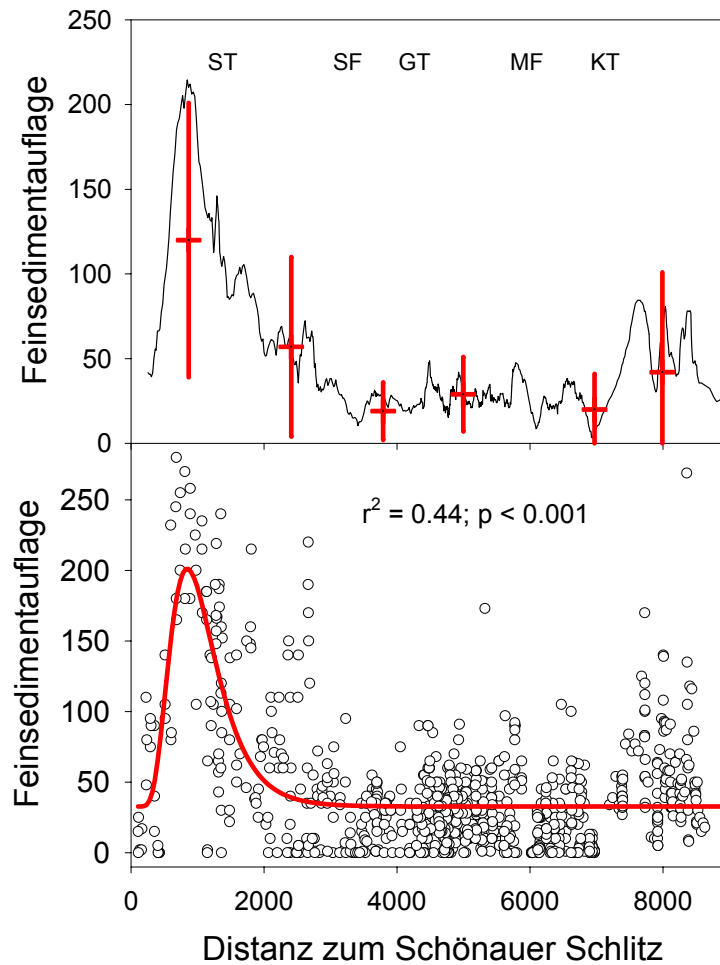 250
ST SF GT MF KT
200
150
100
50
0
Feinsedimentauflage
r² = 0.44; p < 0.001
250
200
150
100
50
0
Feinsedimentauflage
0 2000 4000 6000 8000
Distanz zum Schönauer Schlitz